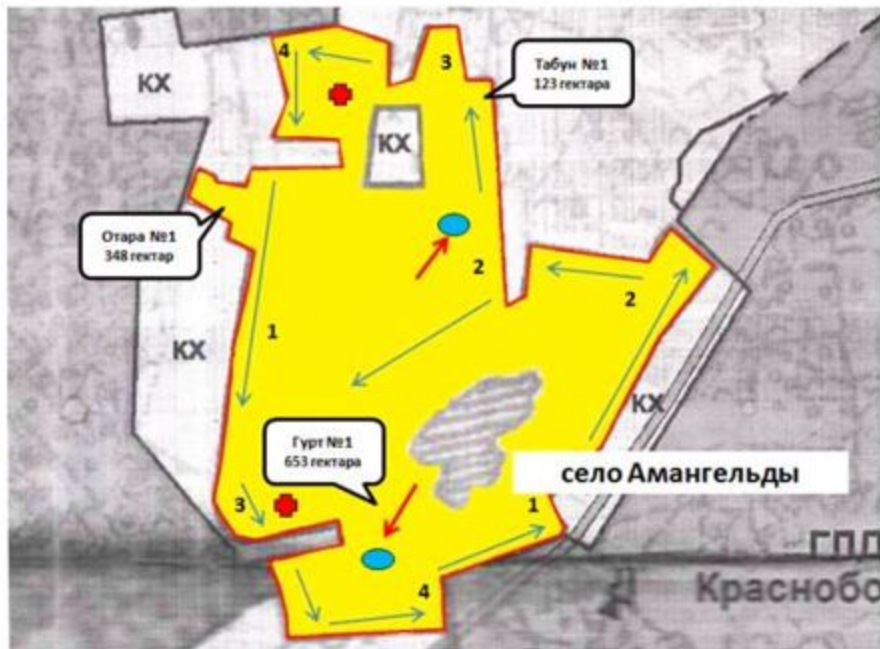 4
3
Табун №1
123 гектара
КХ
КХ
Отара №1
348 гектар
2
2
1
КХ
КХ
Гурт №1
653 гектара
село Амангельды
3
1
4
ГПП
Краснобо